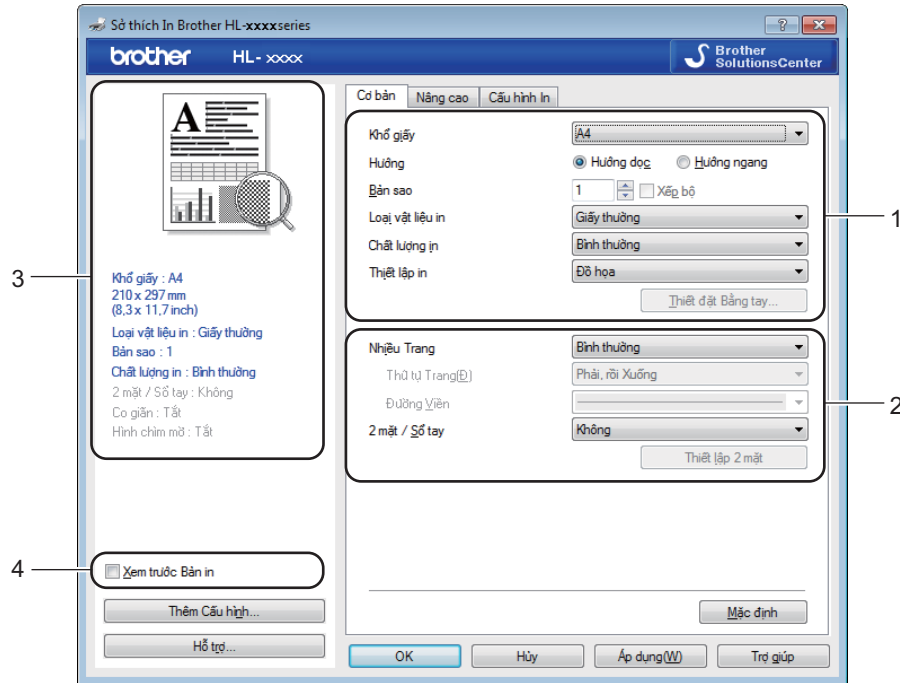 Sở thích In Brother HL-xxxxseries
brother HL- xxxx
Brother
SolutionsCenter
Cơ bản Nâng cao Cấu hình In
A
Khổ giấy A4
Hướng Hướng dọc Hướng ngang
Bản sao 1 Xếp bộ
Loại vật liệu in Giấy thường
Chất lượng in Bình thường
Thiết lập in Đồ họa
Thiết đặt Bằng tay...
1
3
Khổ giấy : A4
210 x 297 mm
(8,3 x 11,7 inch)
Loại vật liệu in : Giấy thường
Bản sao : 1
Chất lượng in : Bình thường
2 mặt / Sổ tay : Không
Co giãn : Tắt
Hình chìm mờ : Tắt
Nhiều Trang Bình thường
Thứ tự Trang(Đ) Phải, rồi Xuống
Đường Viền
2 mặt / Sổ tay Không
Thiết lập 2 mặt
2
4
Xem trước Bản in
Thêm Cấu hình...
Hỗ trợ...
Mặc định
OK Hủy Áp dụng(W) Trợ giúp